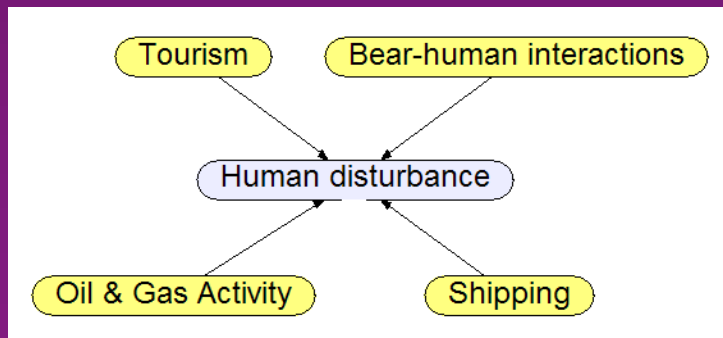 Tourism
Bear-human interactions
Human disturbance
Oil & Gas Activity
Shipping